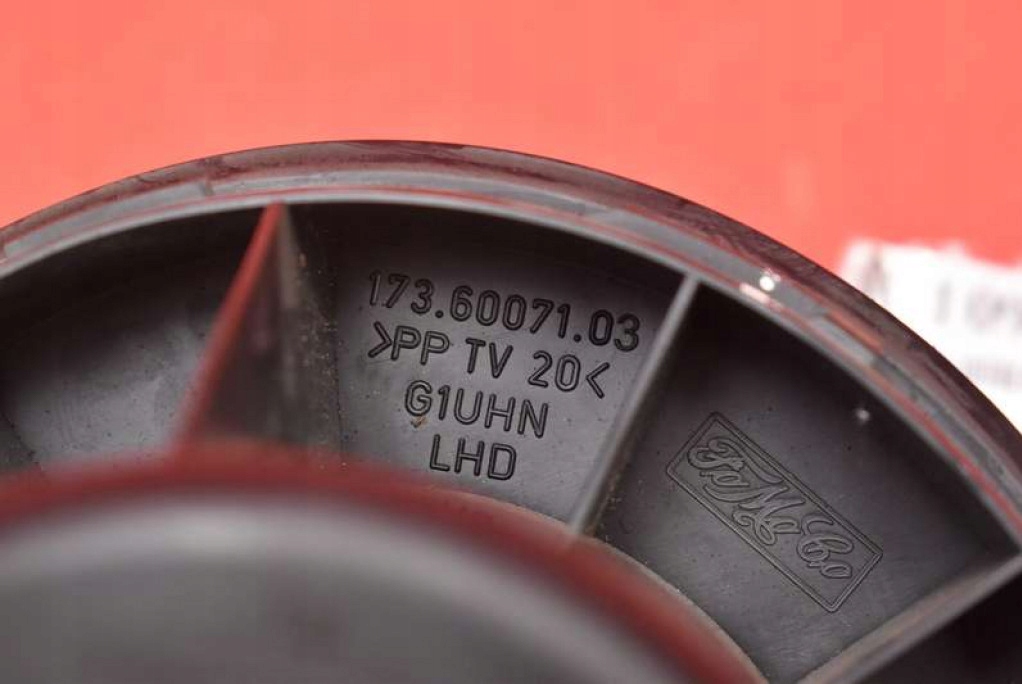 173.60071.03
>PP TV 20<
G1UHN
LHD
FoMoCo